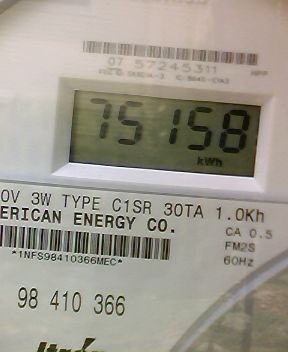 07 57245311
75158
kWh
0V 3W TYPE C1SR 30TA 1.0Kh
ERICAN ENERGY CO.
CA 0.5
FM2S
60Hz
*1NFS98410366MEC*
98 410 366
Itrón